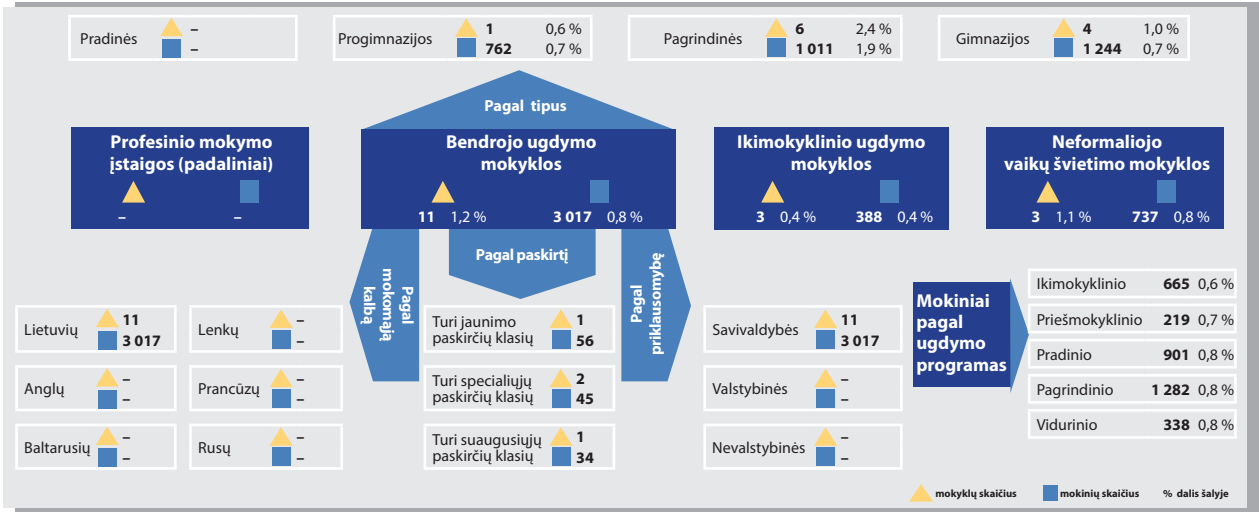 Pradinės
–
–
Progimnazijos
1 0,6 %
762 0,7 %
Pagrindinės
6 2,4 %
1 011 1,9 %
Gimnazijos
4 1,0 %
1 244 0,7 %
Pagal tipus
Profesinio mokymo
įstaigos (padaliniai)
– –
Bendrojo ugdymo
mokyklos
11 1,2 % 3 017 0,8 %
Ikimokyklinio ugdymo
mokyklos
3 0,4 % 388 0,4 %
Neformaliojo
vaikų švietimo mokyklos
3 1,1 % 737 0,8 %
Pagal
mokomąją
kalbą
Pagal paskirtį
Pagal
priklausomybę
Lietuvių
11
3 017
Lenkų
–
–
Anglų
–
–
Prancūzų
–
–
Baltarusių
–
–
Rusų
–
–
Turi jaunimo
paskirčių klasių
1
56
Turi specialiųjų
paskirčių klasių
2
45
Turi suaugusiųjų
paskirčių klasių
1
34
Savivaldybės
11
3 017
Valstybinės
–
–
Nevalstybinės
–
–
Mokiniai
pagal
ugdymo
programas
Ikimokyklinio 665 0,6 %
Priešmokyklinio 219 0,7 %
Pradinio 901 0,8 %
Pagrindinio 1 282 0,8 %
Vidurinio 338 0,8 %
mokyklų skaičius mokinių skaičius % dalis šalyje